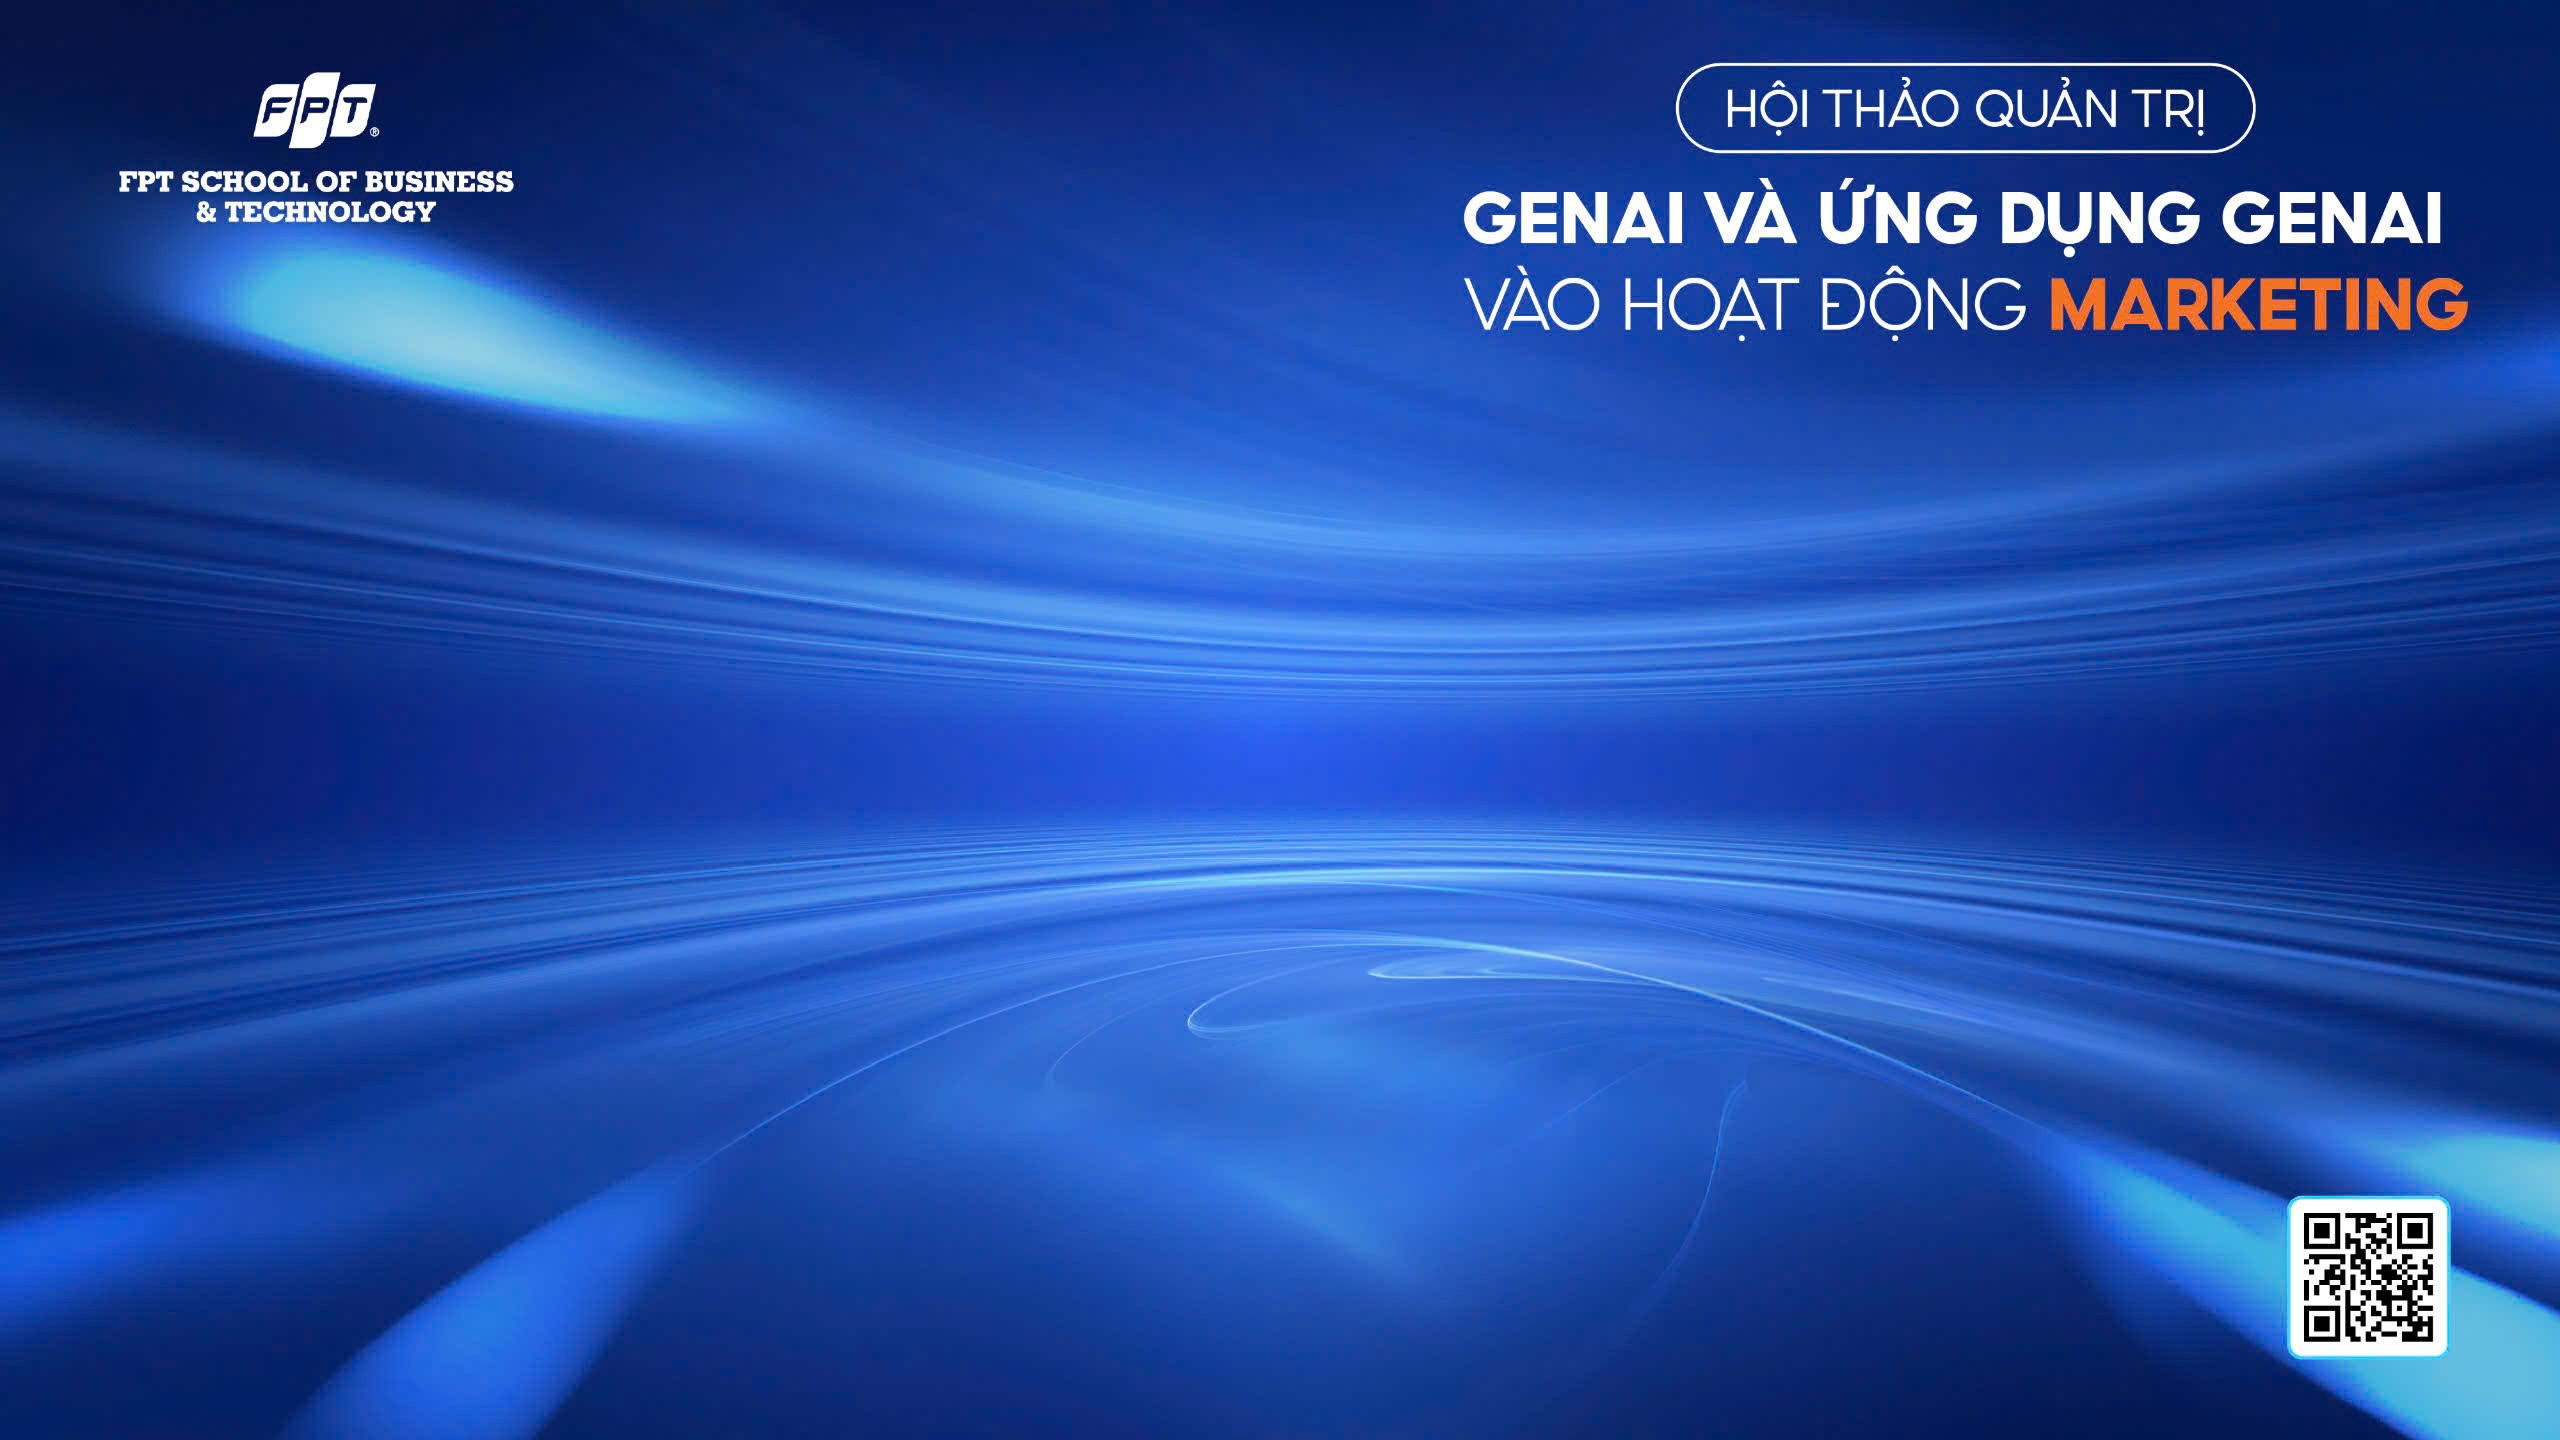 FPT®
FPT SCHOOL OF BUSINESS
& TECHNOLOGY
HỘI THẢO QUẢN TRỊ
GENAI VÀ ỨNG DỤNG GENAI
VÀO HOẠT ĐỘNG MARKETING